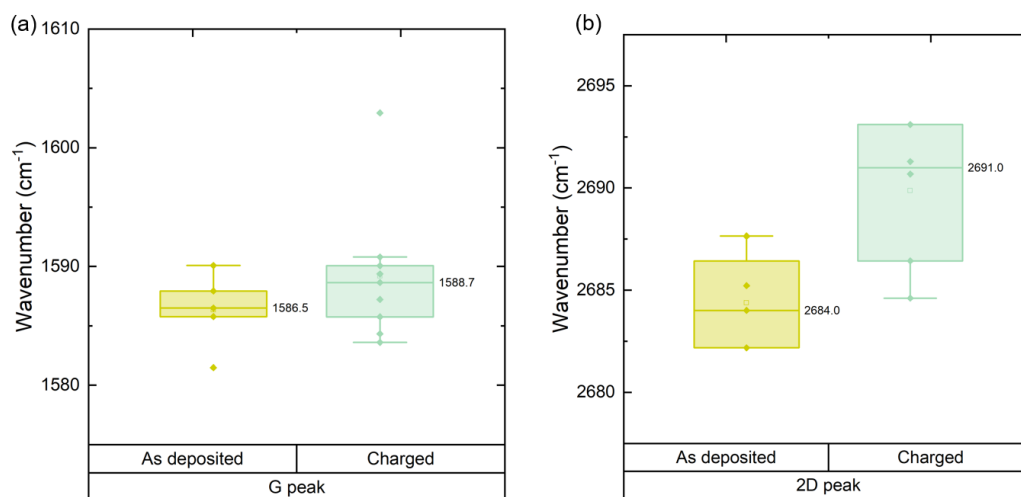 (a)
Wavenumber (cm⁻¹)
1610
1600
1590
1580
1586.5
1588.7
As deposited
Charged
G peak
(b)
Wavenumber (cm⁻¹)
2695
2690
2685
2680
2684.0
2691.0
As deposited
Charged
2D peak